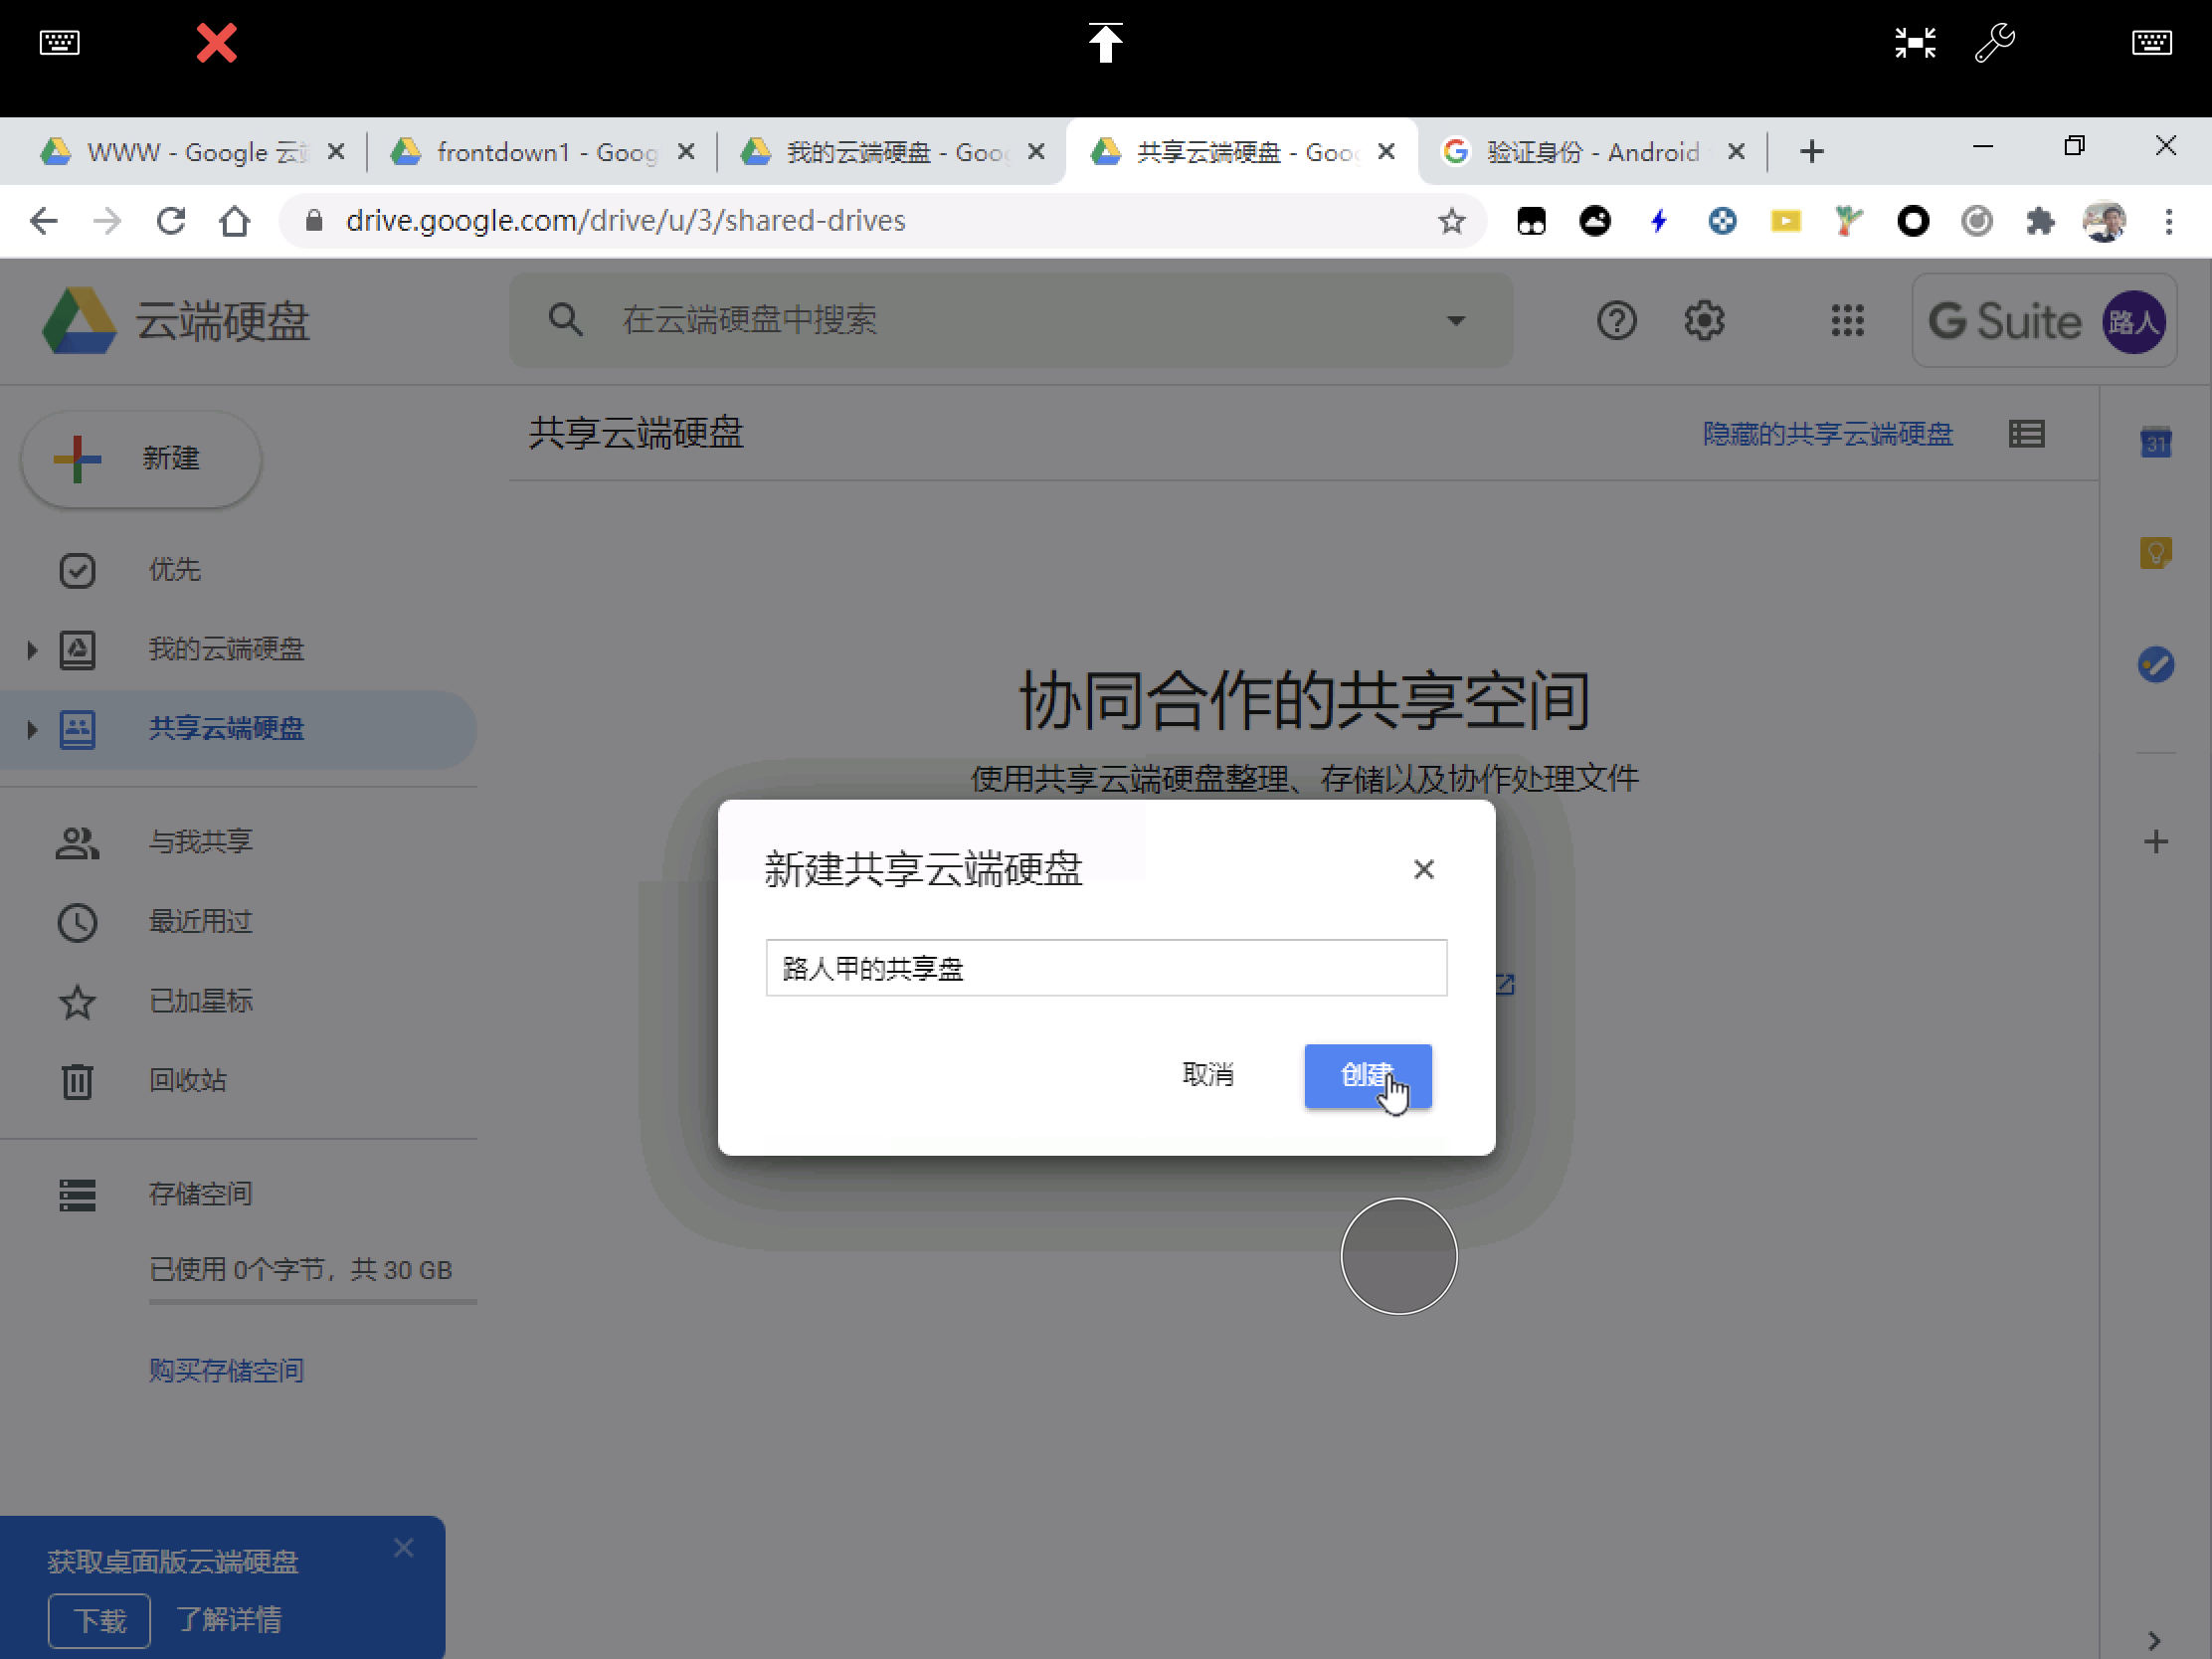 WWW - Google 云
frontdown1 - Goog
我的云端硬盘 - Goo
共享云端硬盘 - Goo
验证身份 - Android
drive.google.com/drive/u/3/shared-drives
云端硬盘
在云端硬盘中搜索
G Suite
路人
新建
共享云端硬盘
隐藏的共享云端硬盘
31
优先
我的云端硬盘
共享云端硬盘
协同合作的共享空间
使用共享云端硬盘整理、存储以及协作处理文件
与我共享
最近用过
已加星标
回收站
新建共享云端硬盘
路人甲的共享盘
取消
创建
存储空间
已使用 0个字节，共 30 GB
购买存储空间
获取桌面版云端硬盘
下载
了解详情